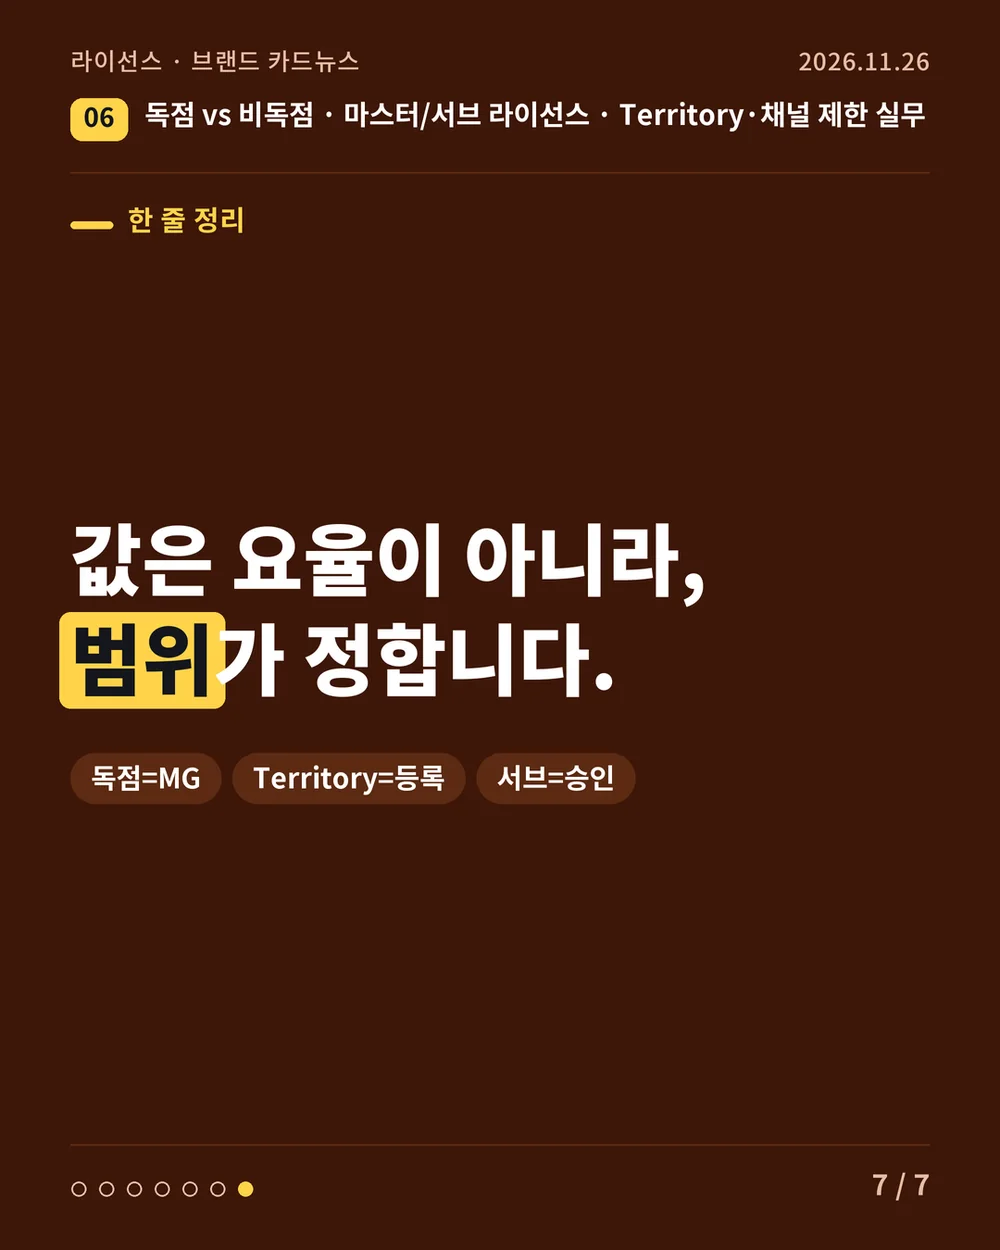 라이선스 · 브랜드 카드뉴스
2026.11.26
06 독점 vs 비독점 · 마스터/서브 라이선스 · Territory·채널 제한 실무
한 줄 정리
값은 요율이 아니라,
범위가 정합니다.
독점=MG Territory=등록 서브=승인
7 / 7